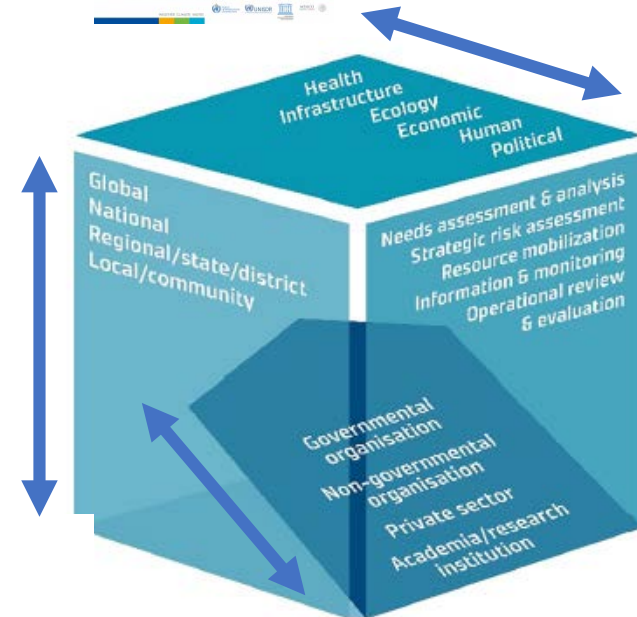 UNISDR
Health
Infrastructure
Ecology
Economic
Human
Political
Global
National
Regional/state/district
Local/community
Needs assessment & analysis
Strategic risk assessment
Resource mobilization
Information & monitoring
Operational review
& evaluation
Governmental
organisation
Non-governmental
organisation
Private sector
Academia/research
institution